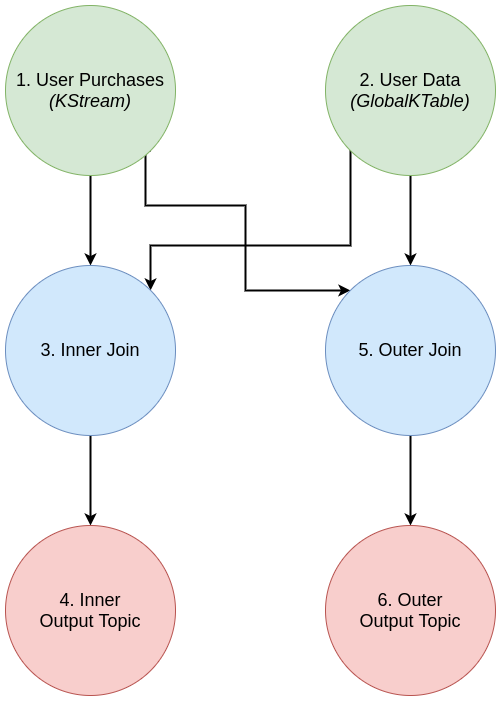 1. User Purchases
(KStream)
2. User Data
(GlobalKTable)
3. Inner Join
5. Outer Join
4. Inner
Output Topic
6. Outer
Output Topic